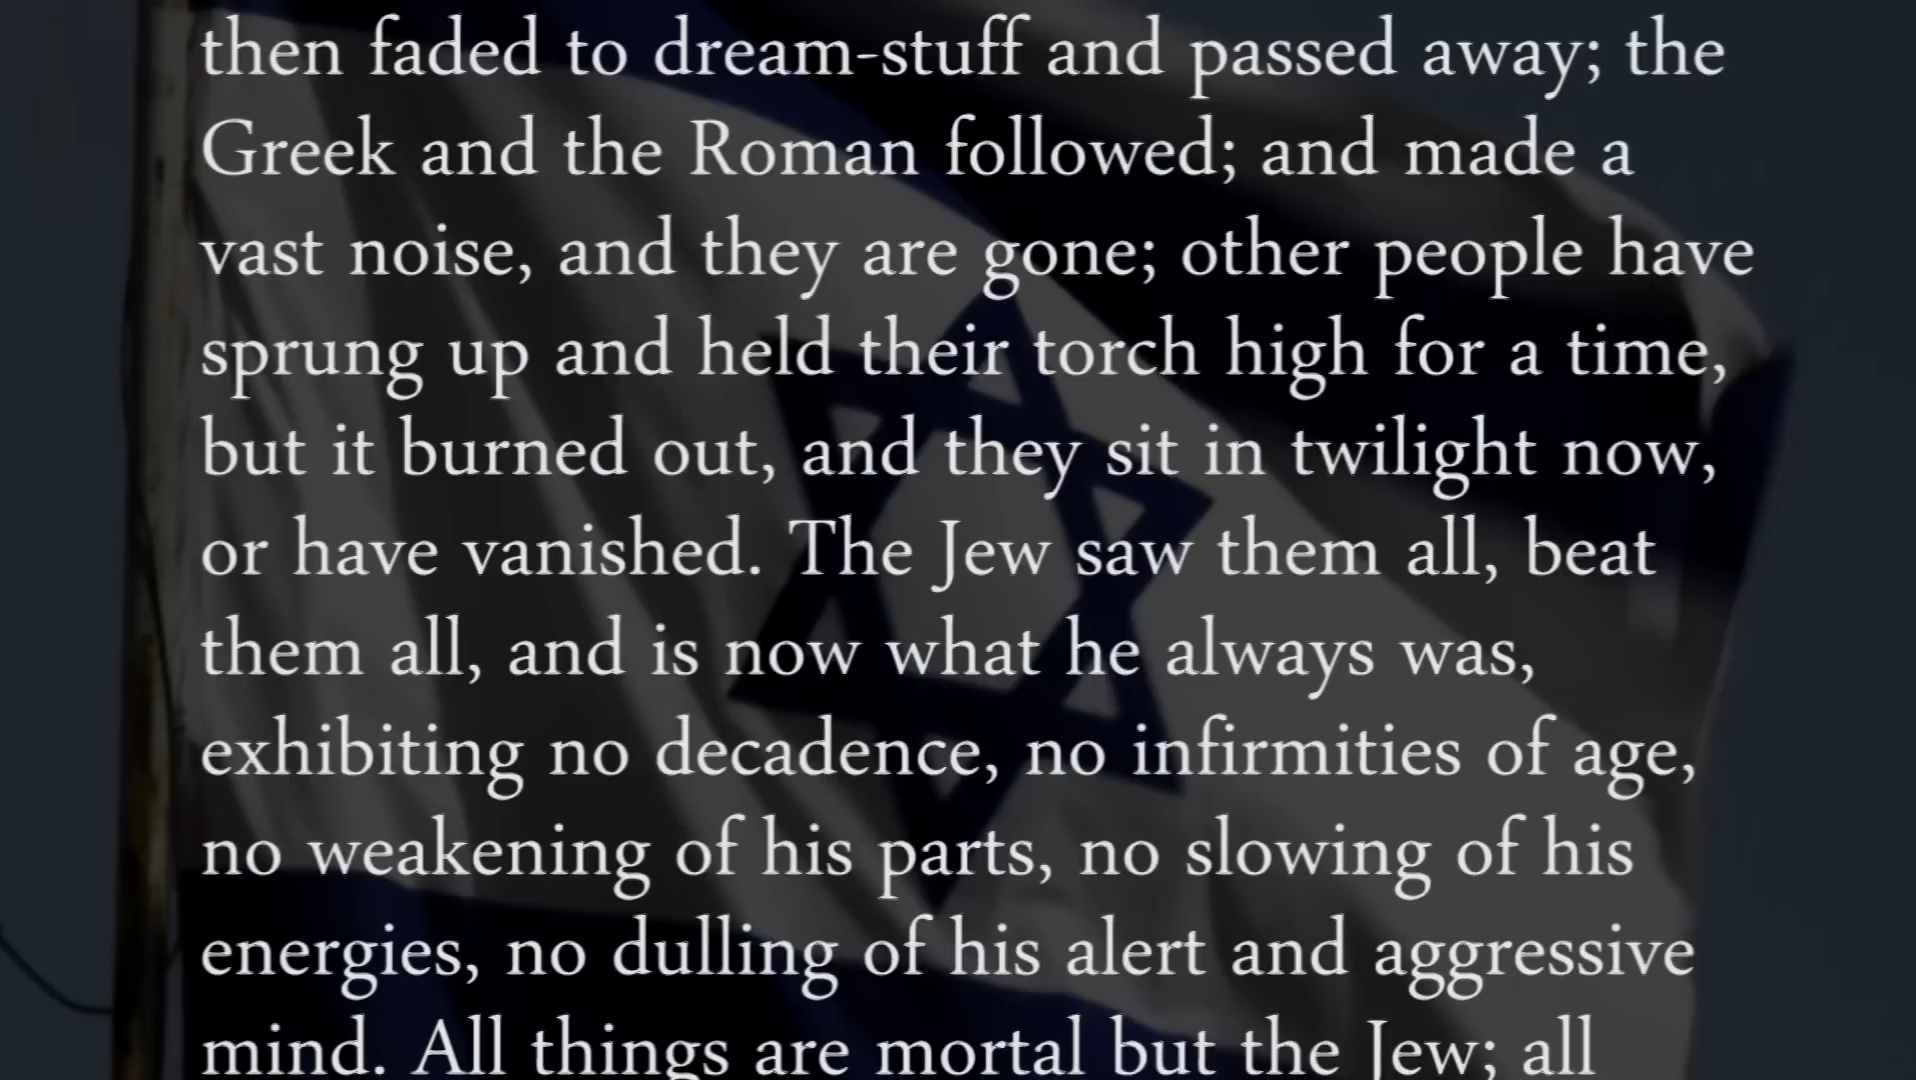 then faded to dream-stuff and passed away; the
Greek and the Roman followed; and made a
vast noise, and they are gone; other people have
sprung up and held their torch high for a time,
but it burned out, and they sit in twilight now,
or have vanished. The Jew saw them all, beat
them all, and is now what he always was,
exhibiting no decadence, no infirmities of age,
no weakening of his parts, no slowing of his
energies, no dulling of his alert and aggressive
mind. All things are mortal but the Jew; all